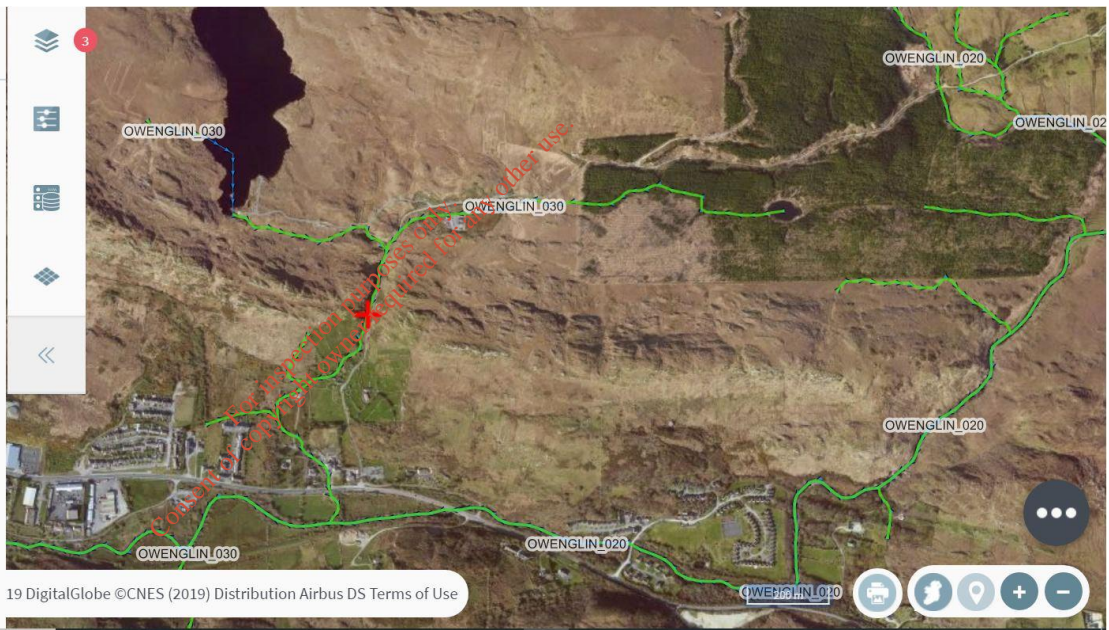 3
OWENGLIN_020
OWENGLIN_030
OWENGLIN_02
OWENGLIN_030
For inspection purposes only.
Consent of copyright owner required for any other use.
OWENGLIN_020
OWENGLIN_020
OWENGLIN_030
OWENGLIN_020
19 DigitalGlobe ©CNES (2019) Distribution Airbus DS Terms of Use